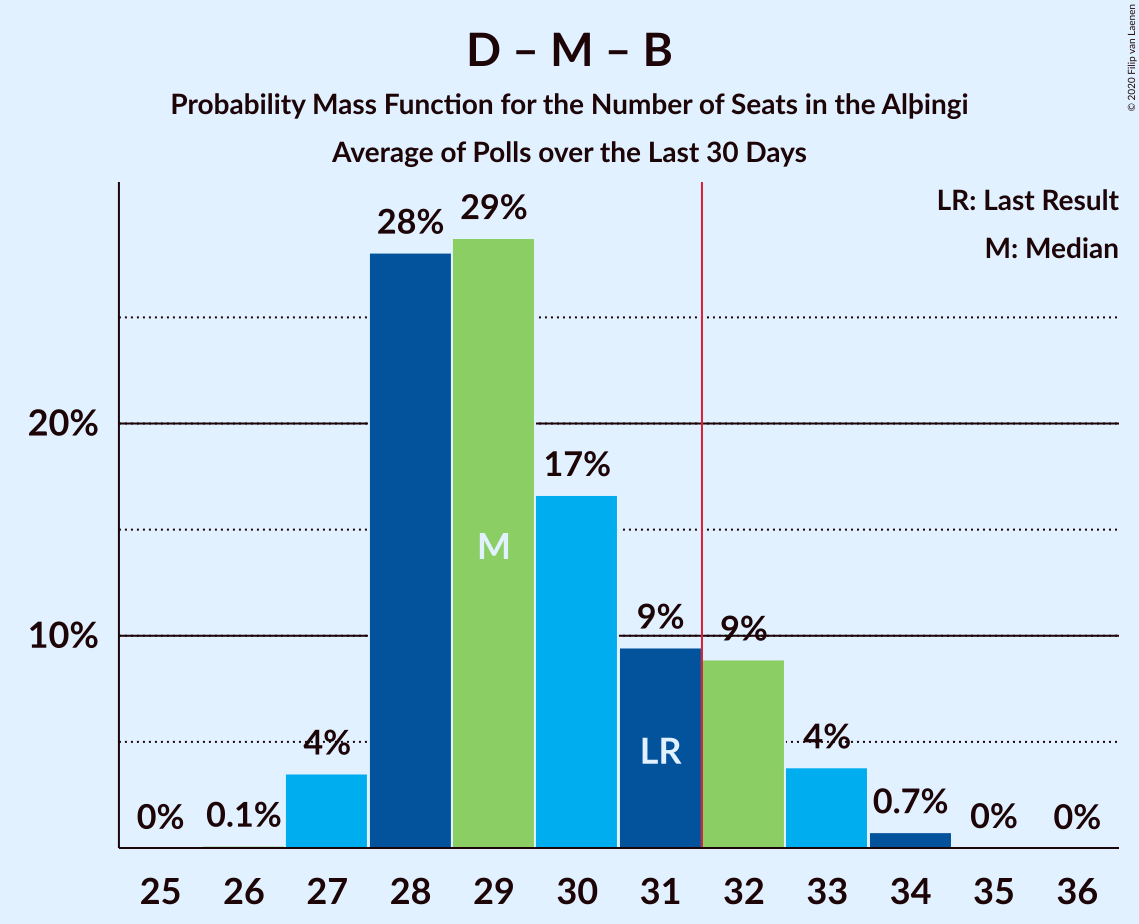 D – M – B
Probability Mass Function for the Number of Seats in the Alþingi
Average of Polls over the Last 30 Days
© 2020 Filip van Laenen
LR: Last Result
M: Median
28%
29%
20%
17%
M
10%
9%
9%
4%
LR
4%
0%
0.1%
0.7%
0%
0%
25 26 27 28 29 30 31 32 33 34 35 36